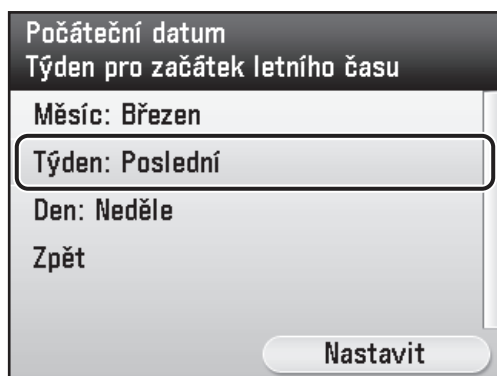 Počáteční datum
Týden pro začátek letního času
Měsíc: Březen
Týden: Poslední
Den: Neděle
Zpět
Nastavit